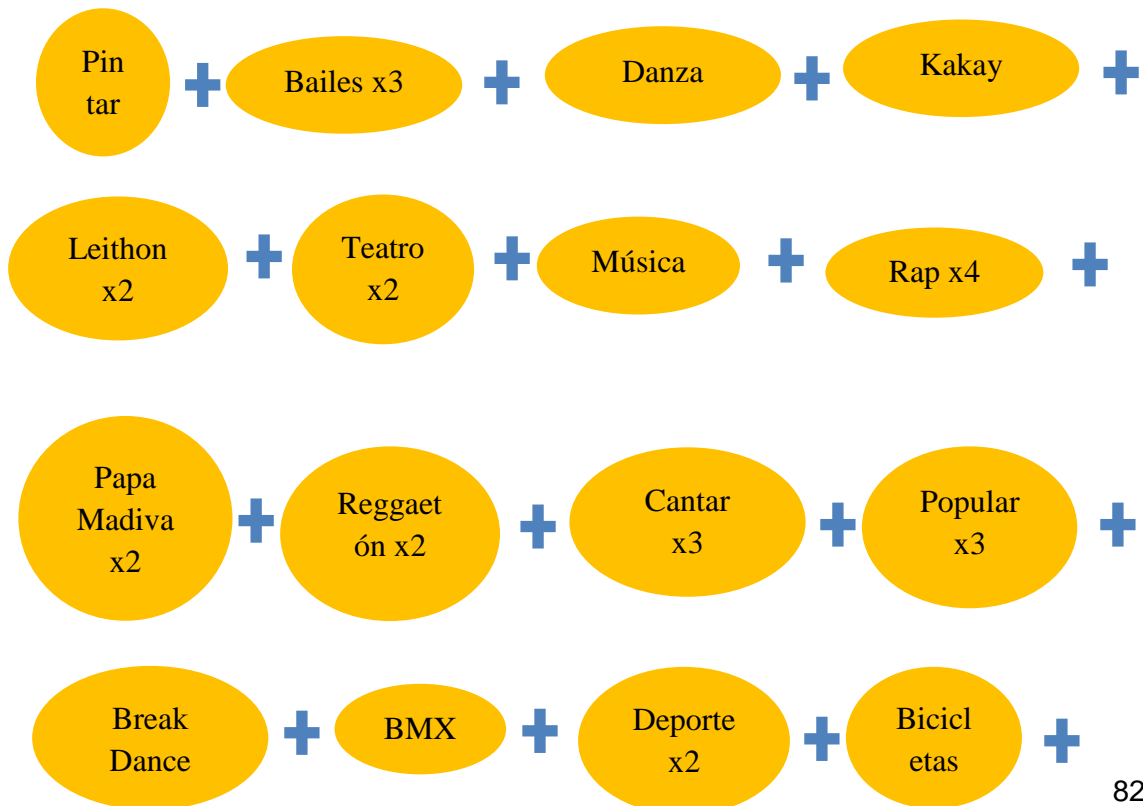 Pin
tar
Bailes x3
Danza
Kakay
Leithon
x2
Teatro
x2
Música
Rap x4
Papa
Madiva
x2
Reggaet
ón x2
Cantar
x3
Popular
x3
Break
Dance
BMX
Deporte
x2
Bicicl
etas
82